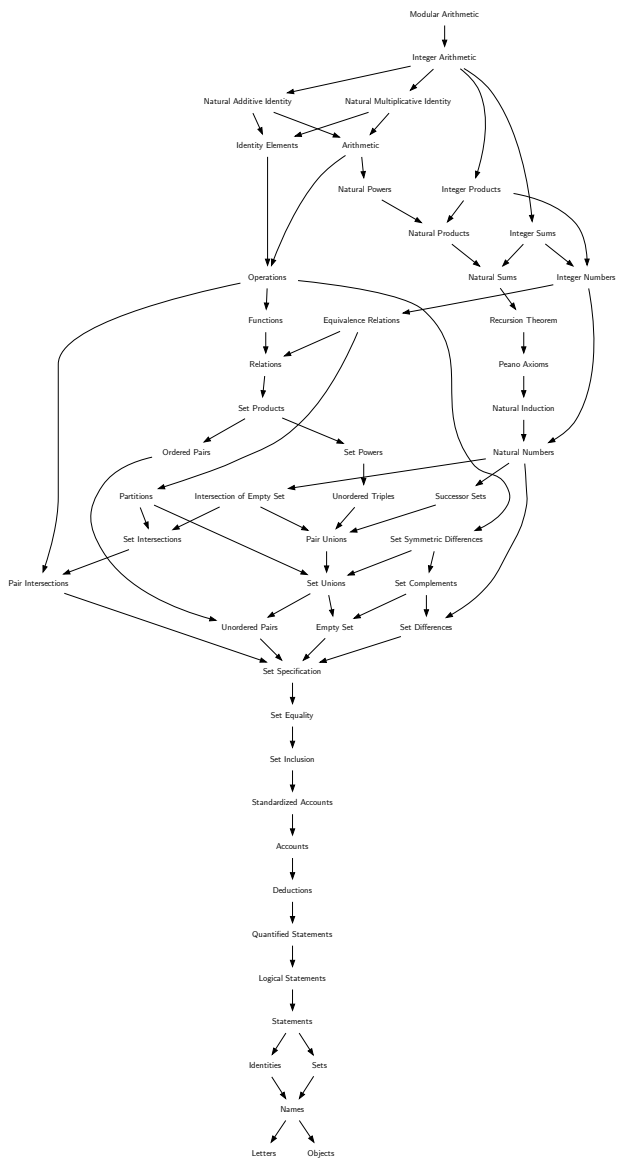 Modular Arithmetic
Integer Arithmetic
Natural Additive Identity
Natural Multiplicative Identity
Identity Elements
Arithmetic
Natural Powers
Integer Products
Natural Products
Integer Sums
Operations
Natural Sums
Integer Numbers
Functions
Equivalence Relations
Recursion Theorem
Relations
Peano Axioms
Set Products
Natural Induction
Ordered Pairs
Set Powers
Natural Numbers
Partitions
Intersection of Empty Set
Unordered Triples
Successor Sets
Set Intersections
Pair Unions
Set Symmetric Differences
Pair Intersections
Set Unions
Set Complements
Unordered Pairs
Empty Set
Set Differences
Set Specification
Set Equality
Set Inclusion
Standardized Accounts
Accounts
Deductions
Quantified Statements
Logical Statements
Statements
Identities
Sets
Names
Letters
Objects